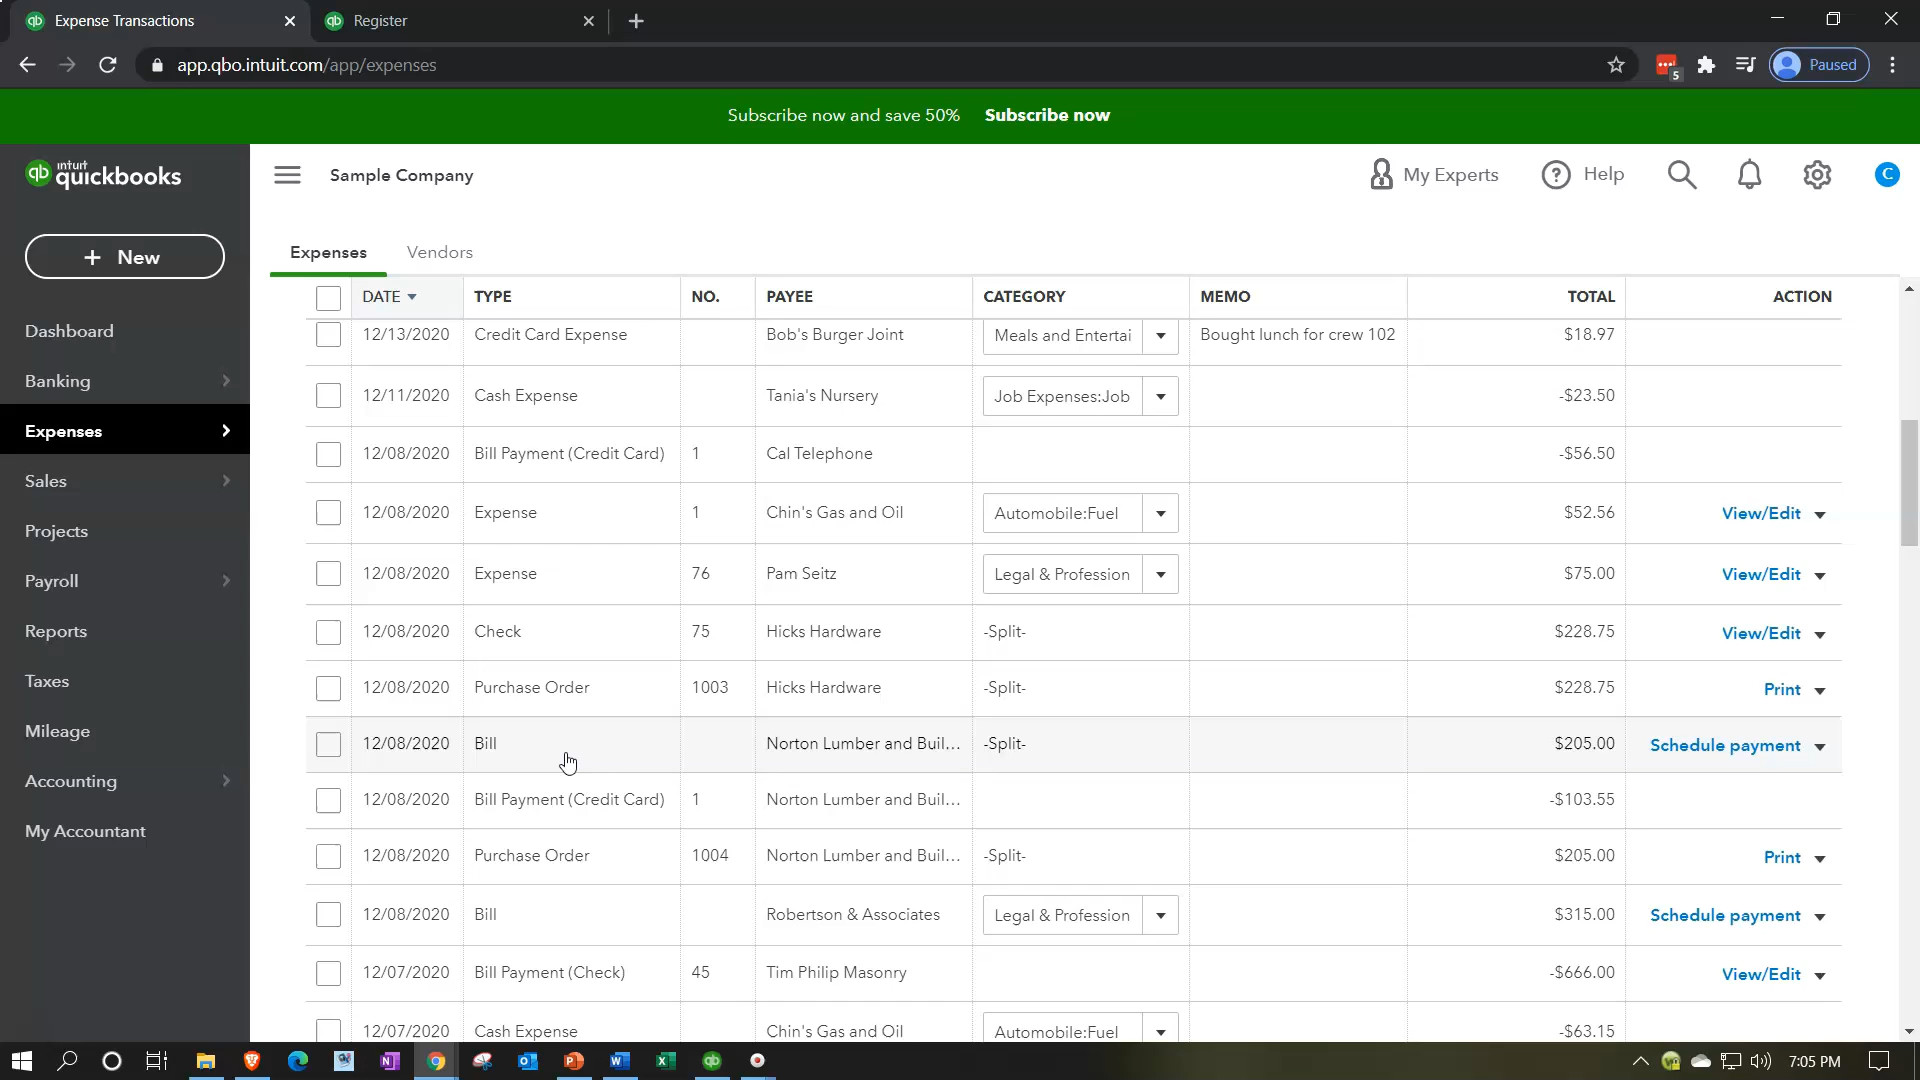 Expense Transactions
Register
app.qbo.intuit.com/app/expenses
5
Paused
Subscribe now and save 50% Subscribe now
qb intuit quickbooks
Sample Company
My Experts
? Help
C
+ New
Expenses Vendors
Dashboard
Banking
Expenses
Sales
Projects
Payroll
Reports
Taxes
Mileage
Accounting
My Accountant
DATE TYPE NO. PAYEE CATEGORY MEMO TOTAL ACTION
12/13/2020 Credit Card Expense Bob's Burger Joint Meals and Entertai Bought lunch for crew 102 $18.97
12/11/2020 Cash Expense Tania's Nursery Job Expenses:Job -$23.50
12/08/2020 Bill Payment (Credit Card) 1 Cal Telephone -$56.50
12/08/2020 Expense 1 Chin's Gas and Oil Automobile:Fuel $52.56 View/Edit
12/08/2020 Expense 76 Pam Seitz Legal & Profession $75.00 View/Edit
12/08/2020 Check 75 Hicks Hardware -Split- $228.75 View/Edit
12/08/2020 Purchase Order 1003 Hicks Hardware -Split- $228.75 Print
12/08/2020 Bill Norton Lumber and Buil... -Split- $205.00 Schedule payment
12/08/2020 Bill Payment (Credit Card) 1 Norton Lumber and Buil... -$103.55
12/08/2020 Purchase Order 1004 Norton Lumber and Buil... -Split- $205.00 Print
12/08/2020 Bill Robertson & Associates Legal & Profession $315.00 Schedule payment
12/07/2020 Bill Payment (Check) 45 Tim Philip Masonry -$666.00 View/Edit
12/07/2020 Cash Expense Chin's Gas and Oil Automobile:Fuel -$63.15
7:05 PM